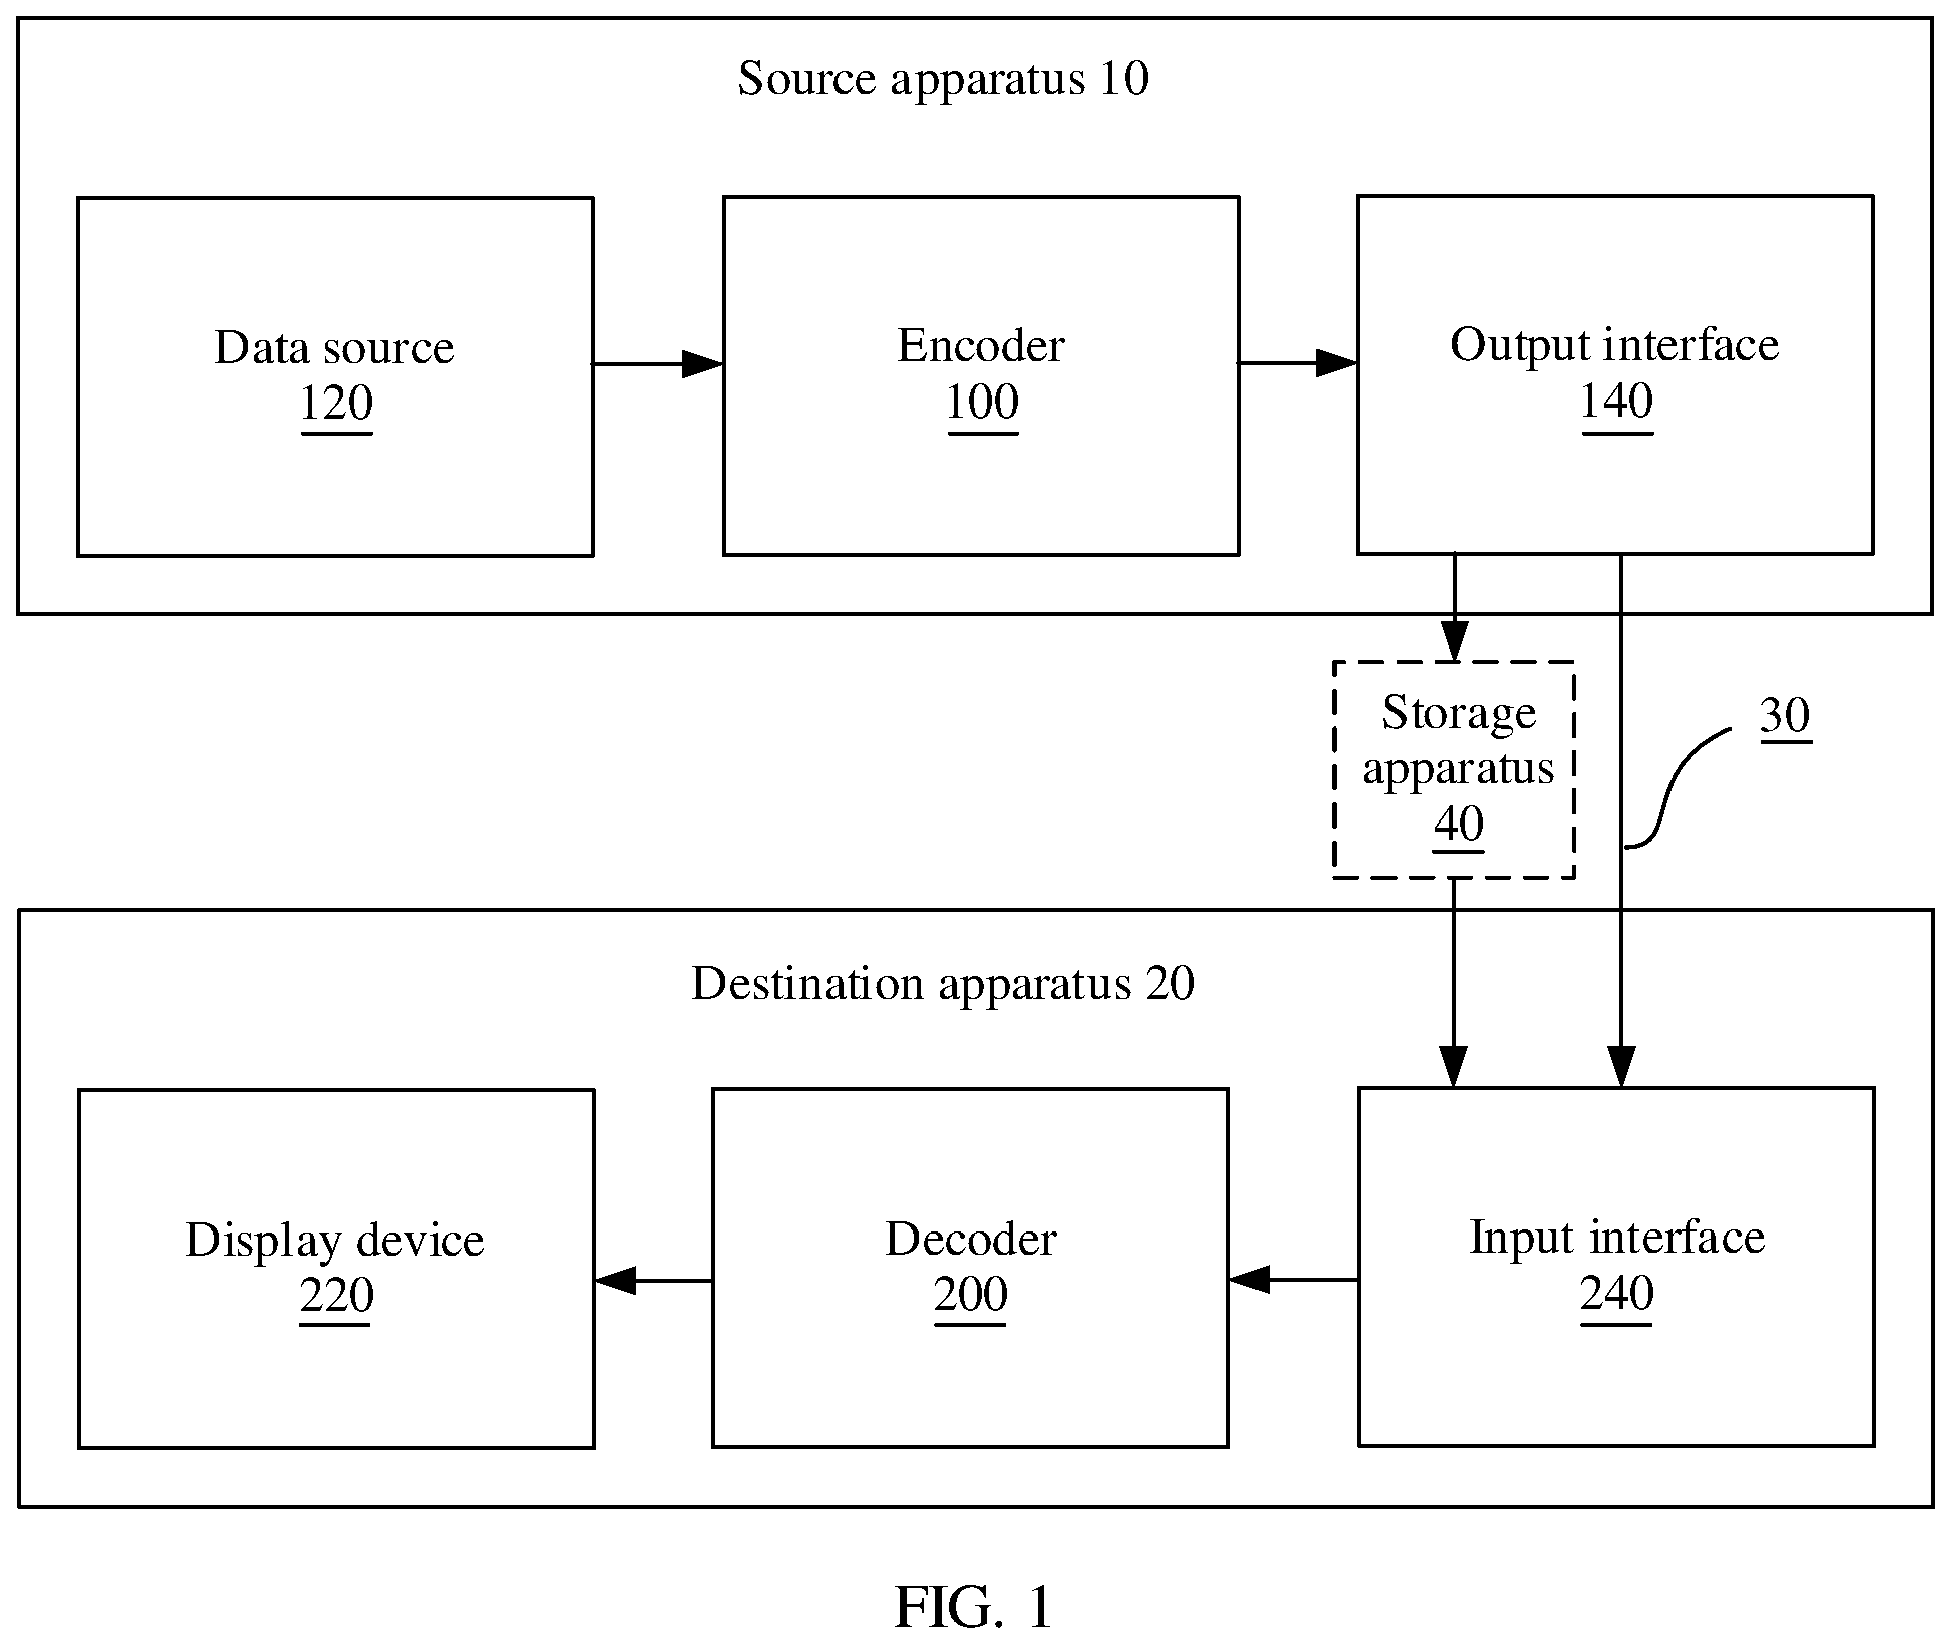 Source apparatus 10
Data source
120
Encoder
100
Output interface
140
Storage
apparatus
40
30
Destination apparatus 20
Display device
220
Decoder
200
Input interface
240
FIG. 1